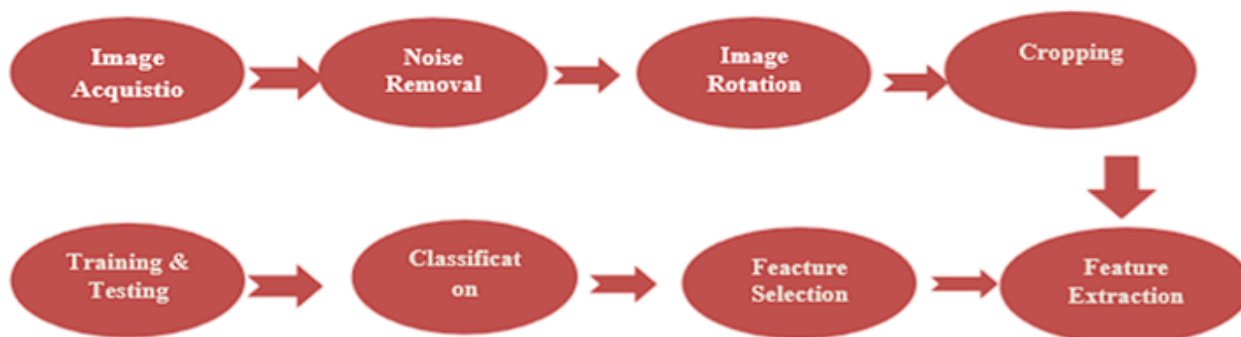 Image
Acquistio
Noise
Removal
Image
Rotation
Cropping
Training &
Testing
Classificat
on
Feacture
Selection
Feature
Extraction